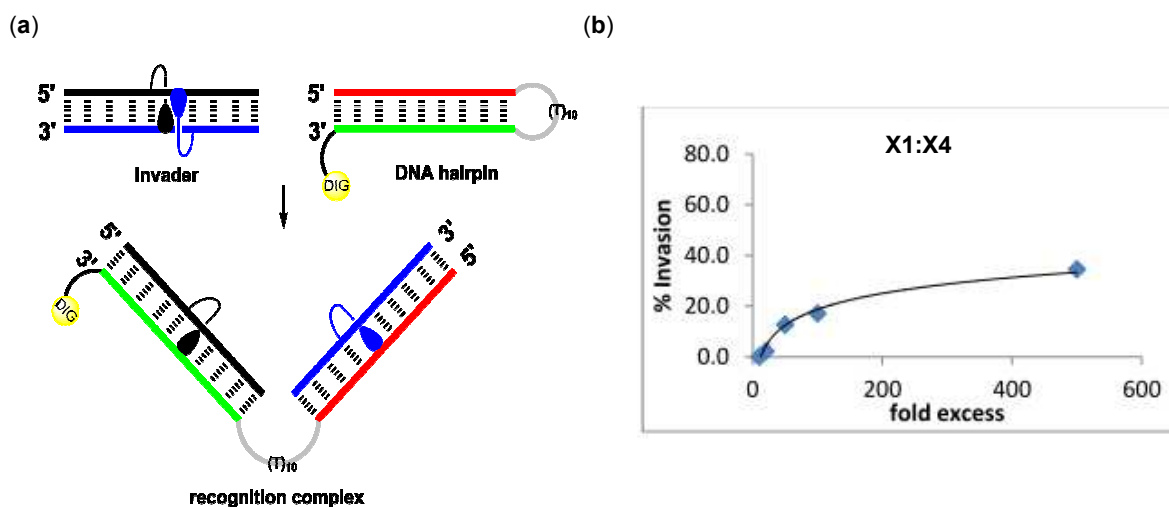 (a)
5'
3'
Invader
5'
3'
(T)10
DIG
DNA hairpin
5'
3'
DIG
3'
5'
(T)10
recognition complex
(b)
X1:X4
% Invasion
80.0
60.0
40.0
20.0
0.0
0
200
400
600
fold excess